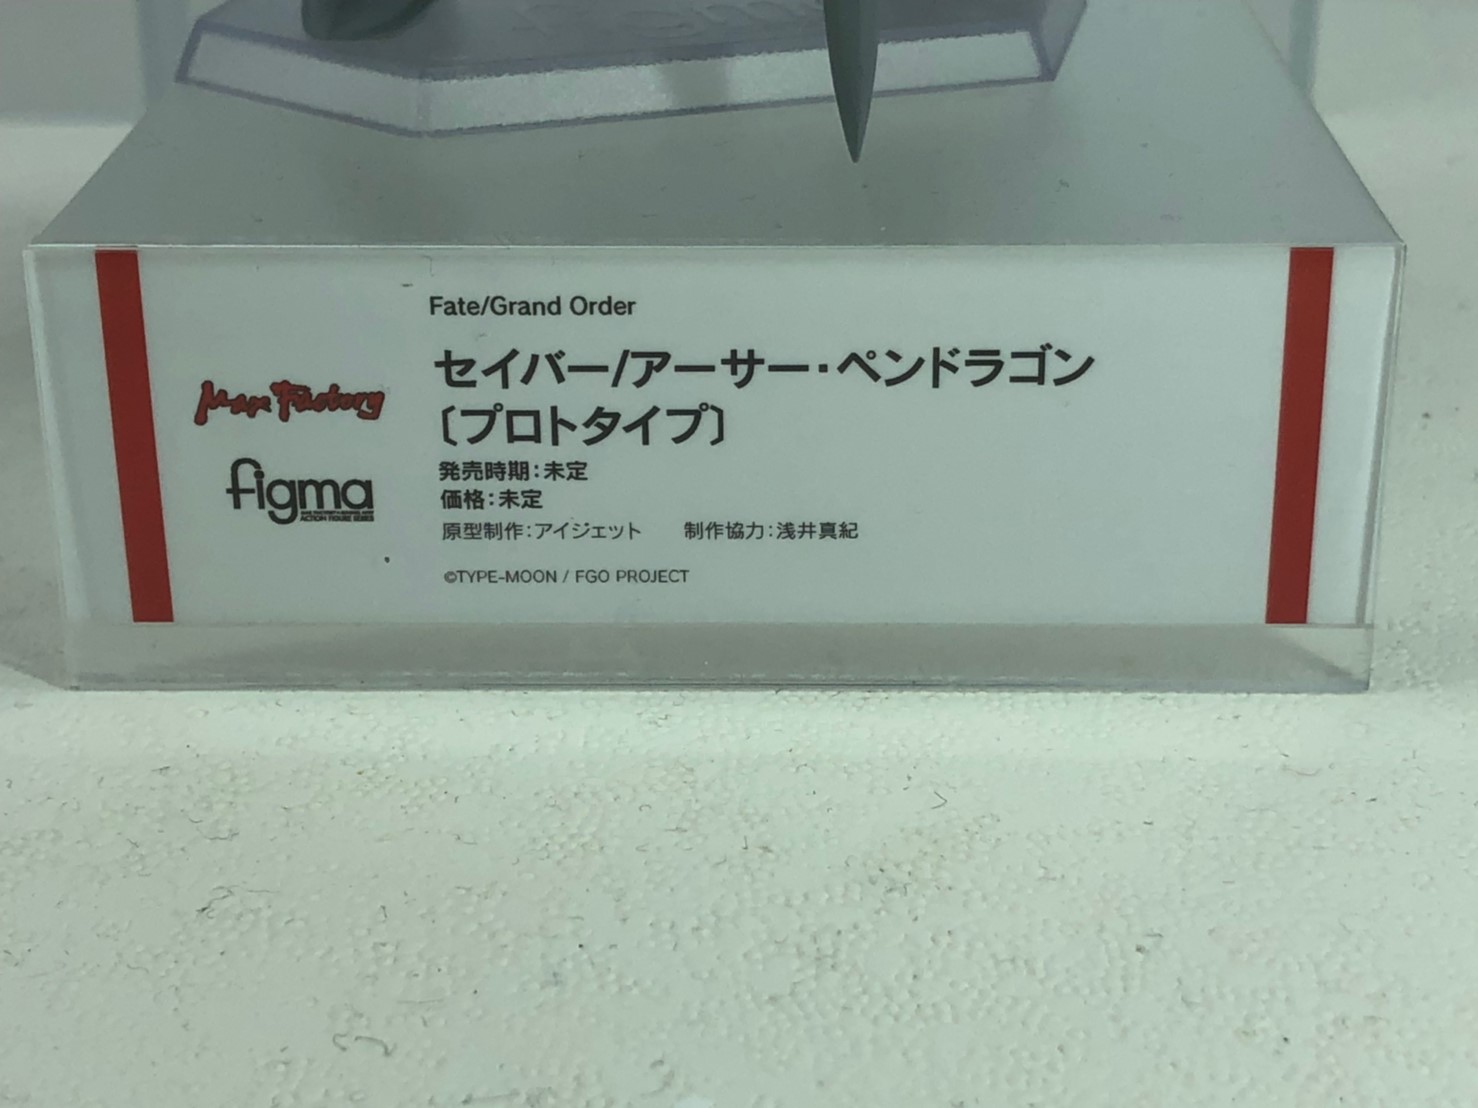 Fate/Grand Order
セイバー/アーサー・ペンドラゴン
〔プロトタイプ〕
Max Factory
figma
発売時期：未定
価格：未定
原型制作：アイジェット　制作協力：浅井真紀
©TYPE-MOON / FGO PROJECT